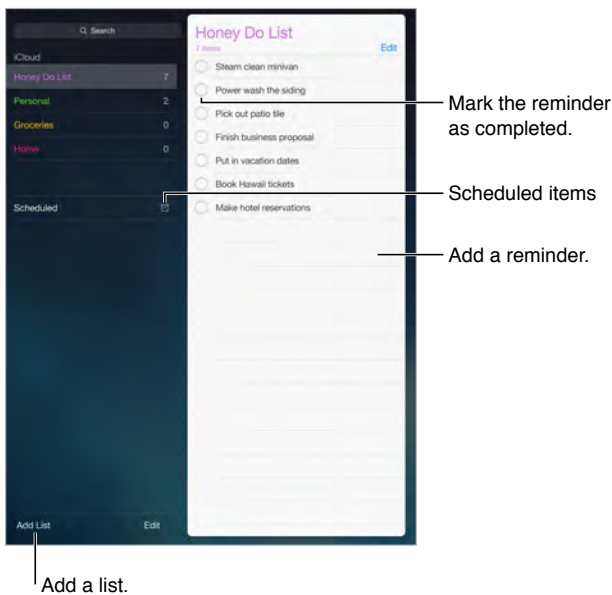 Search
iCloud
Honey Do List 7
Personal 2
Groceries 0
Home 0
Scheduled
Add List Edit
Honey Do List
7 items
Edit
Steam clean minivan
Power wash the siding
Pick out patio tile
Finish business proposal
Put in vacation dates
Book Hawaii tickets
Make hotel reservations
Mark the reminder
as completed.
Scheduled items
Add a reminder.
Add a list.